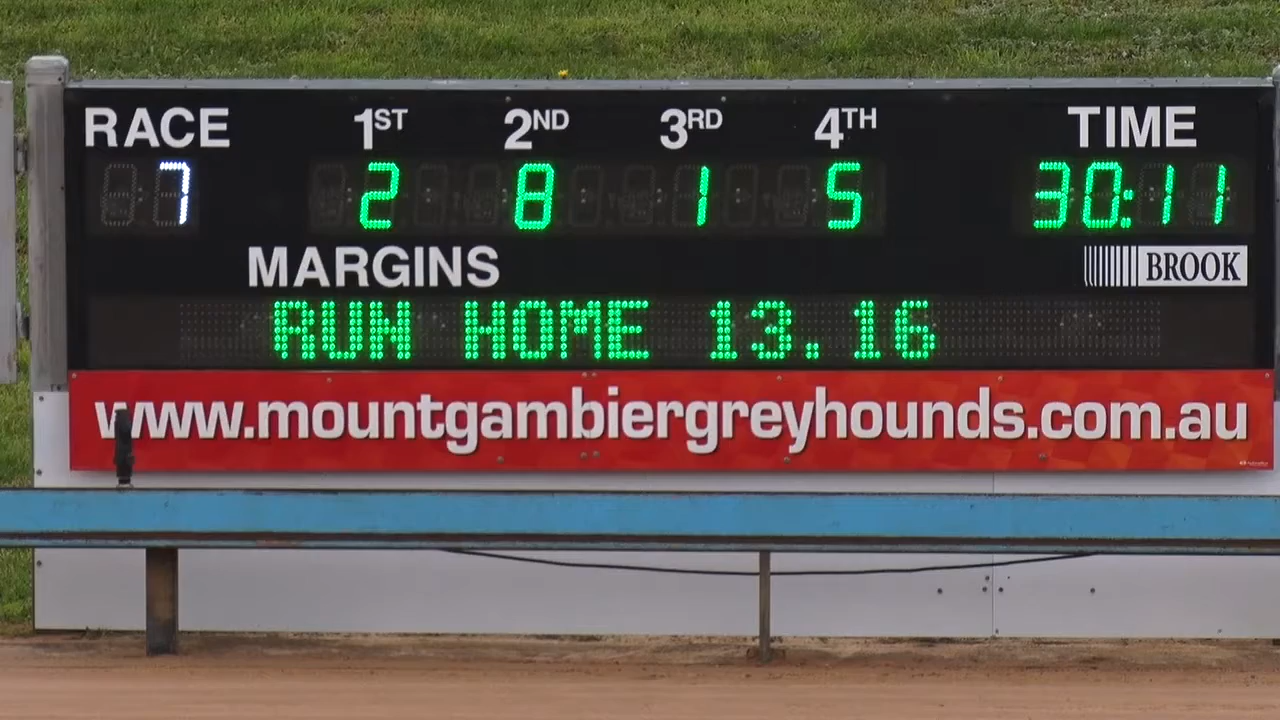 RACE 1ST 2ND 3RD 4TH TIME
7 2 8 1 5 30:11
MARGINS BROOK
RUN HOME 13.16
www.mountgambiergreyhounds.com.au